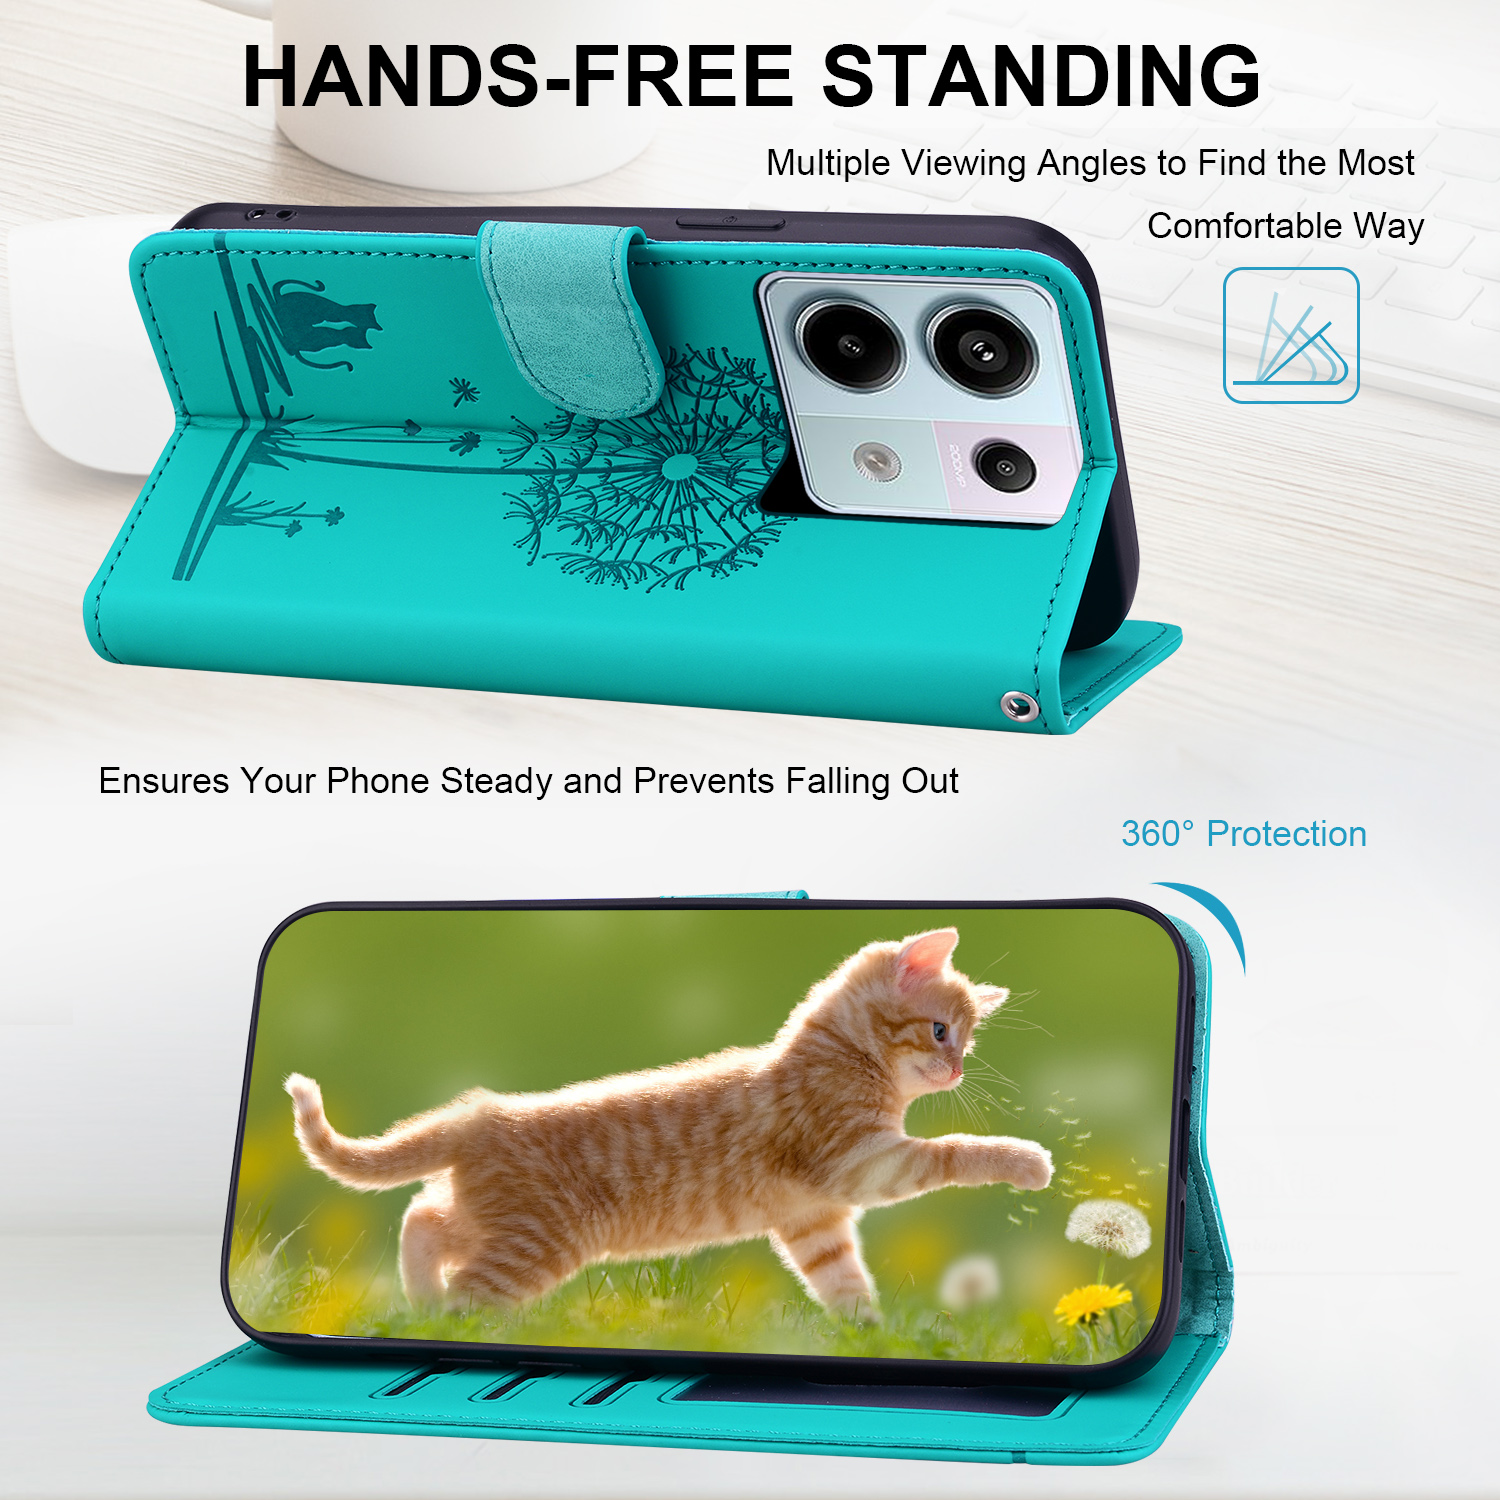 HANDS-FREE STANDING
Multiple Viewing Angles to Find the Most
Comfortable Way
200MP
Ensures Your Phone Steady and Prevents Falling Out
360° Protection